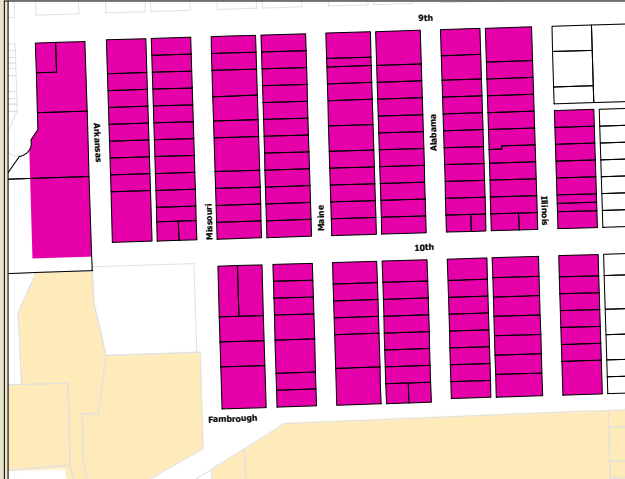 9th
Arkansas
Alabama
Missouri
Maine
Illinois
10th
Fambrough